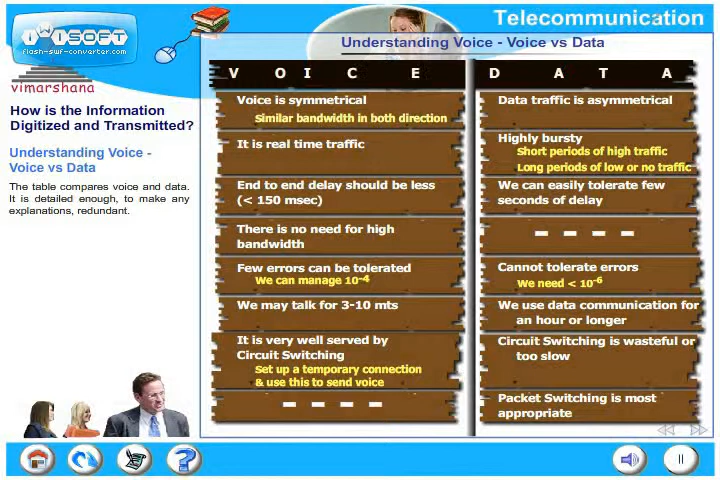 Telecommunication
iWiSOFT
flash-swf-converter.com
vimarshana
How is the Information
Digitized and Transmitted?
Understanding Voice -
Voice vs Data
The table compares voice and data.
It is detailed enough, to make any
explanations, redundant.
Understanding Voice - Voice vs Data
V O I C E
Voice is symmetrical
Similar bandwidth in both direction
It is real time traffic
End to end delay should be less
(< 150 msec)
There is no need for high
bandwidth
Few errors can be tolerated
We can manage 10⁻⁴
We may talk for 3-10 mts
It is very well served by
Circuit Switching
Set up a temporary connection
& use this to send voice
– – – –
D A T A
Data traffic is asymmetrical
Highly bursty
Short periods of high traffic
Long periods of low or no traffic
We can easily tolerate few
seconds of delay
– – – –
Cannot tolerate errors
We need < 10⁻⁶
We use data communication for
an hour or longer
Circuit Switching is wasteful or
too slow
Packet Switching is most
appropriate